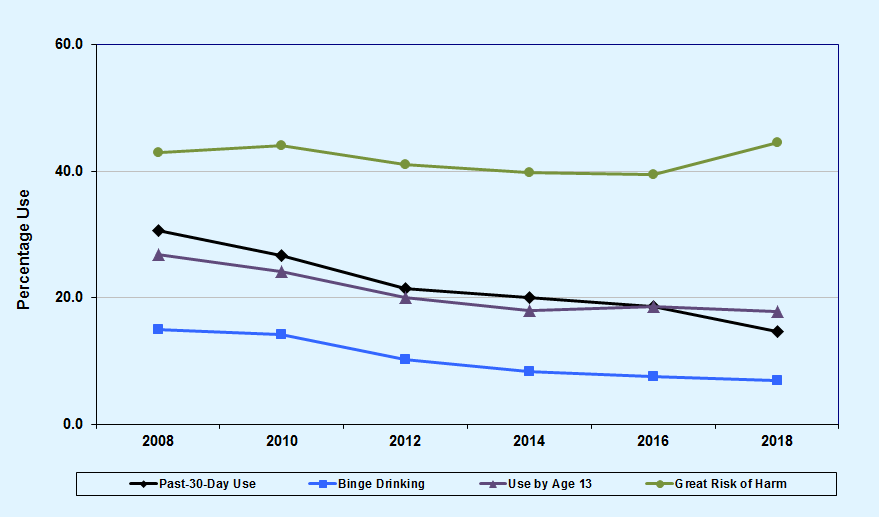 60.0
40.0
20.0
0.0
Percentage Use
2008 2010 2012 2014 2016 2018
Past-30-Day Use Binge Drinking Use by Age 13 Great Risk of Harm